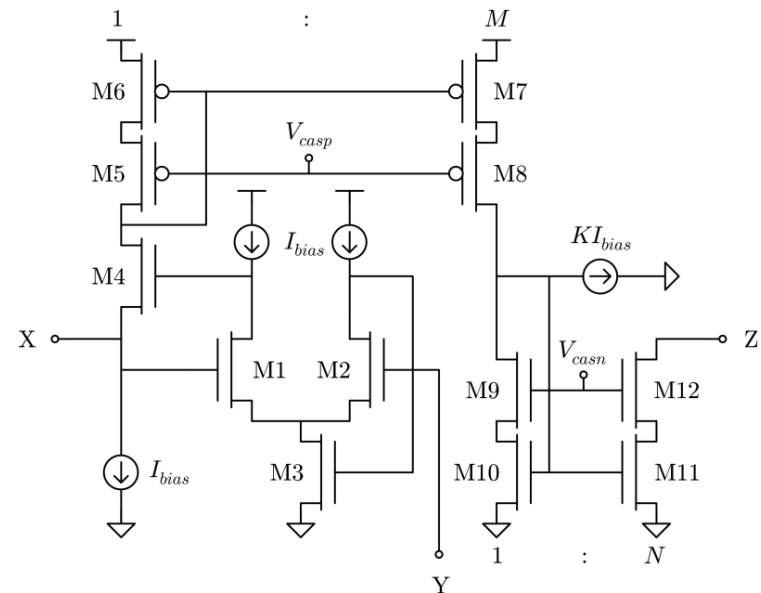 1 : M
M6 M7
V_casp
M5 M8
I_bias KI_bias
M4
X Z
V_casn
M1 M2 M9 M12
I_bias M3 M10 M11
1 : N
Y